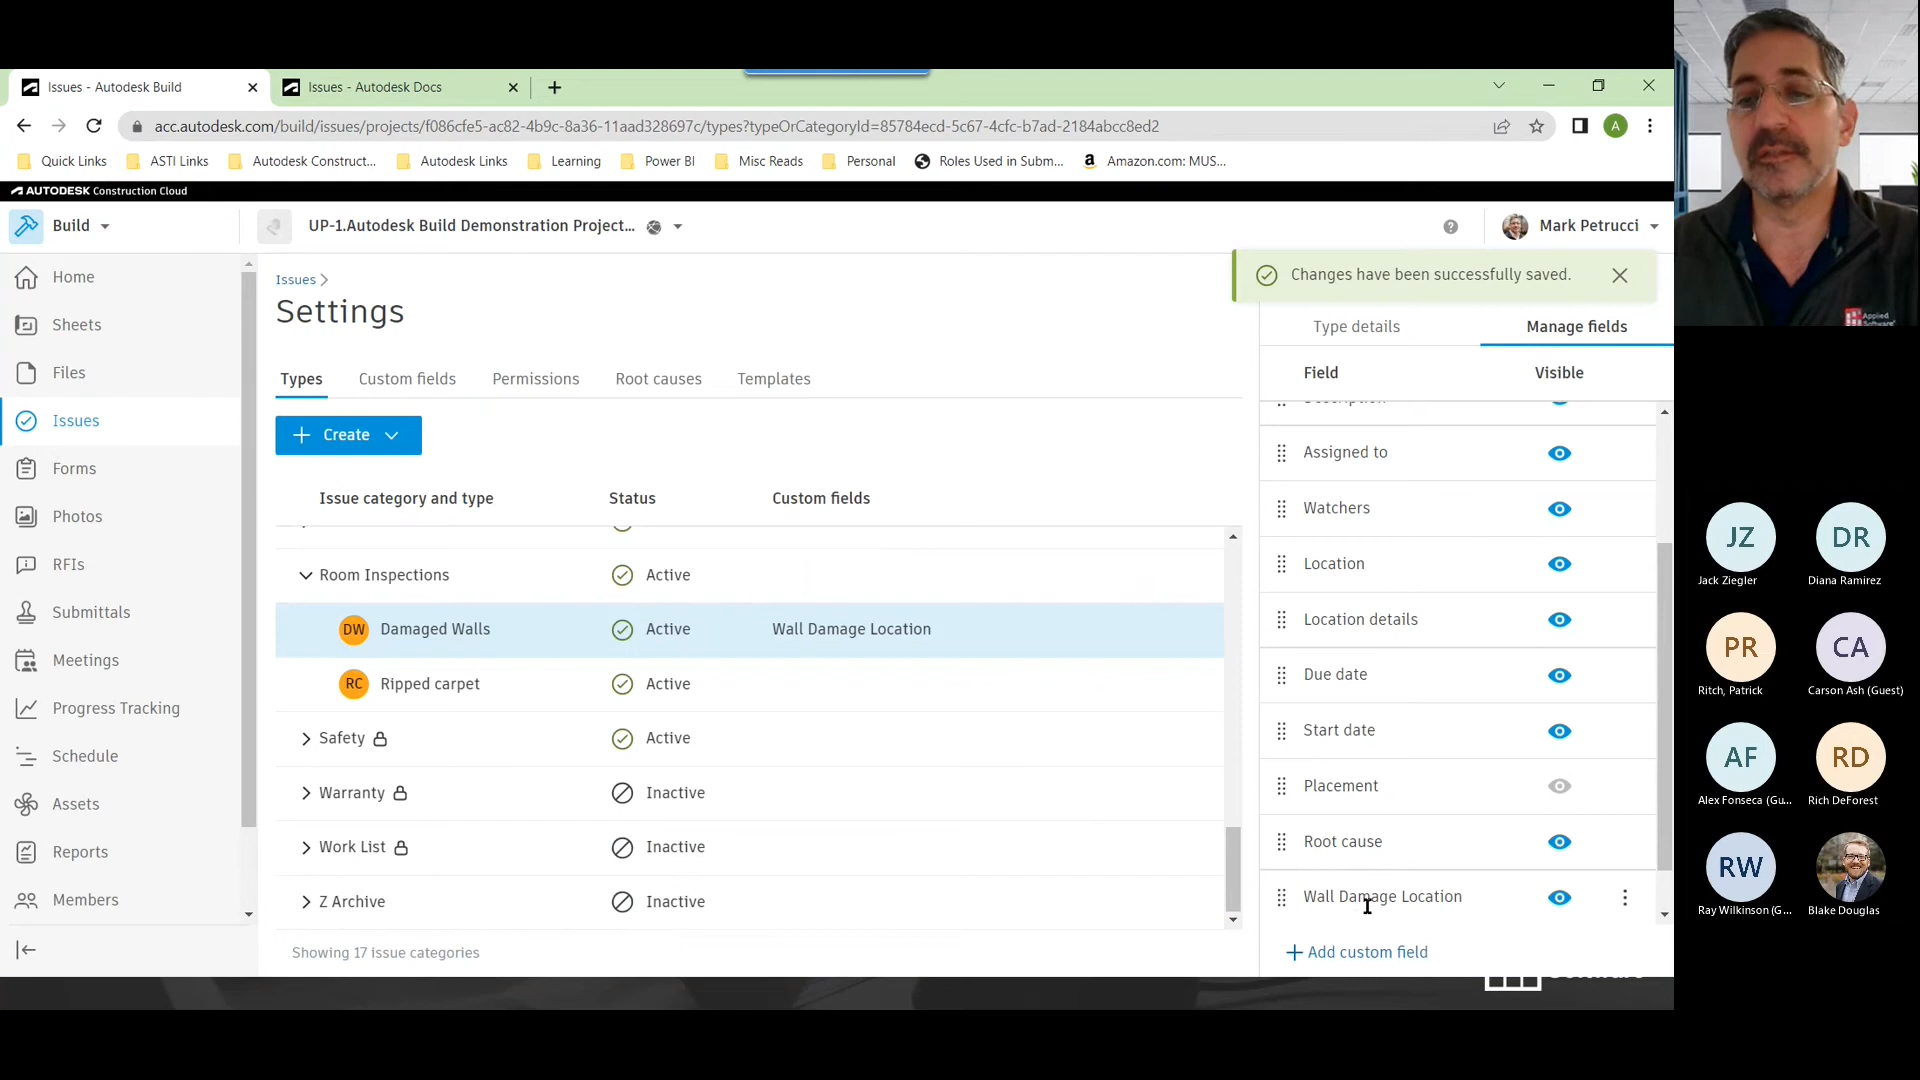 Issues - Autodesk Build
Issues - Autodesk Docs
acc.autodesk.com/build/issues/projects/f086cfe5-ac82-4b9c-8a36-11aad328697c/types?typeOrCategoryId=85784ecd-5c67-4cfc-b7ad-2184abcc8ed2
A
Quick Links
ASTI Links
Autodesk Construct...
Autodesk Links
Learning
Power BI
Misc Reads
Personal
Roles Used in Subm...
Amazon.com: MUS...
AUTODESK Construction Cloud
Build
UP-1.Autodesk Build Demonstration Project...
Mark Petrucci
Home
Sheets
Files
Issues
Forms
Photos
RFIs
Submittals
Meetings
Progress Tracking
Schedule
Assets
Reports
Members
Issues
Settings
Types
Custom fields
Permissions
Root causes
Templates
Create
Issue category and type
Status
Custom fields
Room Inspections
Active
DW
Damaged Walls
Active
Wall Damage Location
RC
Ripped carpet
Active
Safety
Active
Warranty
Inactive
Work List
Inactive
Z Archive
Inactive
Showing 17 issue categories
Changes have been successfully saved.
Type details
Manage fields
Field
Visible
Description
Assigned to
Watchers
Location
Location details
Due date
Start date
Placement
Root cause
Wall Damage Location
Add custom field
Applied
Software
JZ
Jack Ziegler
DR
Diana Ramirez
PR
Ritch, Patrick
CA
Carson Ash (Guest)
AF
Alex Fonseca (Gu...
RD
Rich DeForest
RW
Ray Wilkinson (G...
Blake Douglas